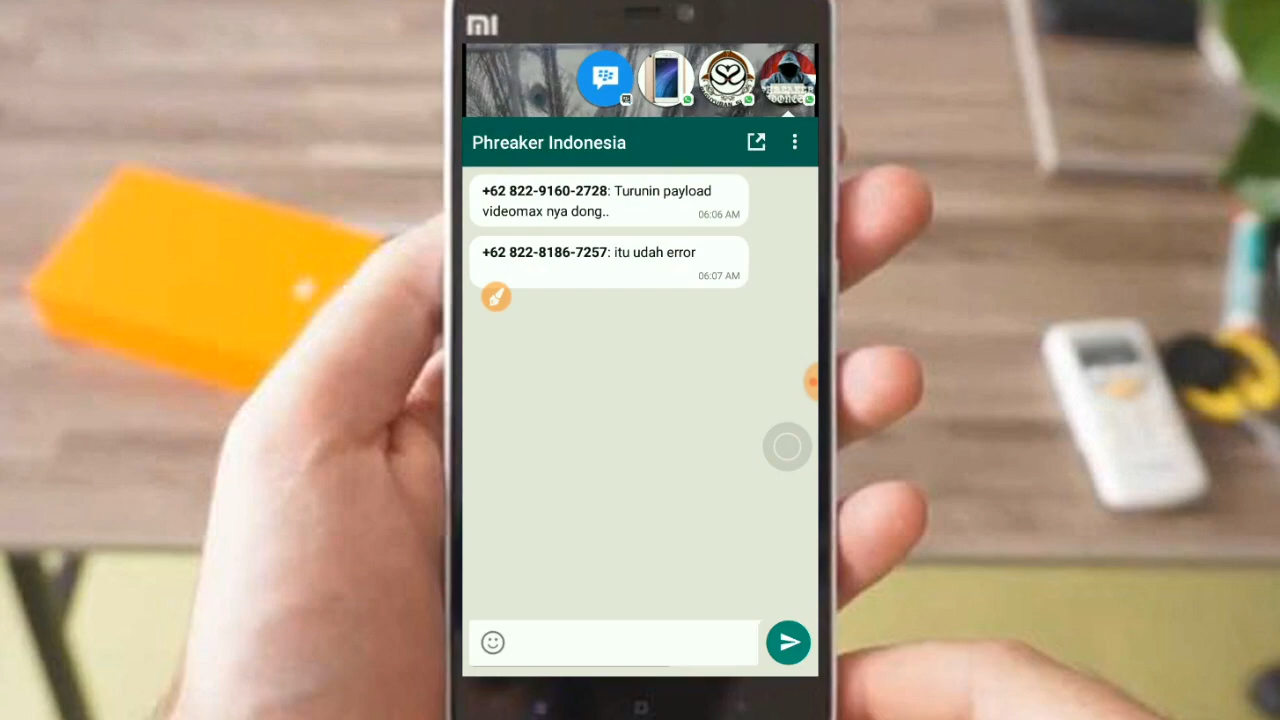 mi
Phreaker Indonesia
+62 822-9160-2728: Turunin payload
videomax nya dong..
06:06 AM
+62 822-8186-7257: itu udah error
06:07 AM